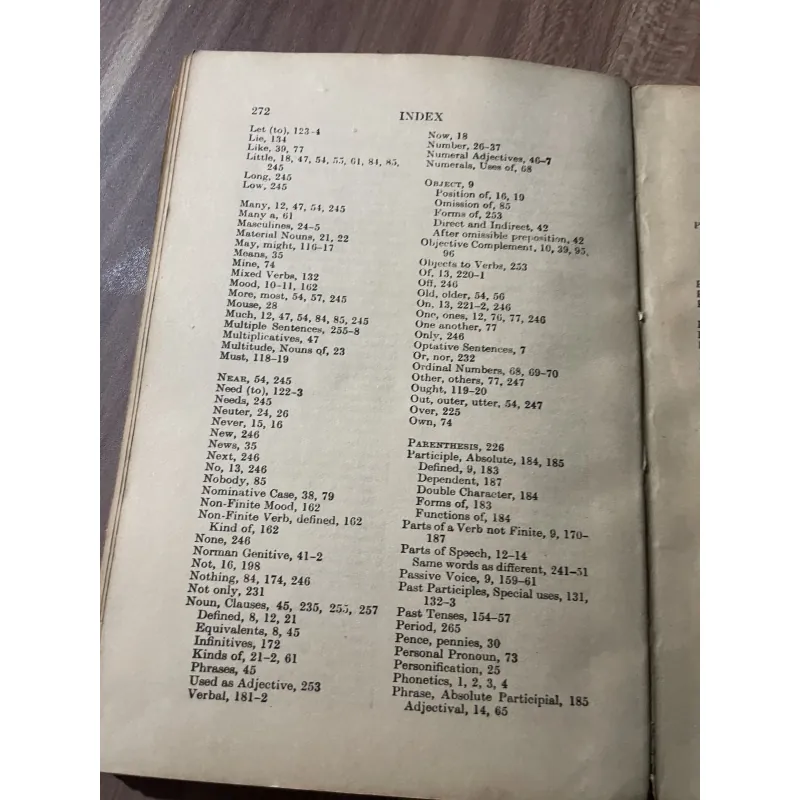 272
INDEX
Let (to), 123-4
Lie, 134
Like, 39, 77
Little, 18, 47, 54, 55, 61, 84, 85,
245
Long, 245
Low, 245
Many, 12, 47, 54, 245
Many a, 61
Masculines, 24-5
Material Nouns, 21, 22
May, might, 116-17
Means, 35
Mine, 74
Mixed Verbs, 132
Mood, 10-11, 162
More, most, 54, 57, 245
Mouse, 28
Much, 12, 47, 54, 84, 85, 245
Multiple Sentences, 255-8
Multiplicatives, 47
Multitude, Nouns of, 23
Must, 118-19
NEAR, 54, 245
Need (to), 122-3
Needs, 245
Neuter, 24, 26
Never, 15, 16
New, 246
News, 35
Next, 246
No, 13, 246
Nobody, 85
Nominative Case, 38, 79
Non-Finite Mood, 162
Non-Finite Verb, defined, 162
Kind of, 162
None, 246
Norman Genitive, 41-2
Not, 16, 198
Nothing, 84, 174, 246
Not only, 231
Noun, Clauses, 45, 235, 255, 257
Defined, 8, 12, 21
Equivalents, 8, 45
Infinitives, 172
Kinds of, 21-2, 61
Phrases, 45
Used as Adjective, 253
Verbal, 181-2
Now, 18
Number, 26-37
Numeral Adjectives, 46-7
Numerals, Uses of, 68
OBJECT, 9
Position of, 16, 19
Omission of, 85
Forms of, 253
Direct and Indirect, 42
After omissible preposition, 42
Objective Complement, 10, 39, 95,
96
Objects to Verbs, 253
Of, 13, 220-1
Off, 246
Old, older, 54, 56
On, 13, 221-2, 246
One, ones, 12, 76, 77, 246
One another, 77
Only, 246
Optative Sentences, 7
Or, nor, 232
Ordinal Numbers, 68, 69-70
Other, others, 77, 247
Ought, 119-20
Out, outer, utter, 54, 247
Over, 225
Own, 74
PARENTHESIS, 226
Participle, Absolute, 184, 185
Defined, 9, 183
Dependent, 187
Double Character, 184
Forms of, 183
Functions of, 184
Parts of a Verb not Finite, 9, 170-
187
Parts of Speech, 12-14
Same words as different, 241-51
Passive Voice, 9, 159-61
Past Participles, Special uses, 131,
132-3
Past Tenses, 154-57
Period, 265
Pence, pennies, 30
Personal Pronoun, 73
Personification, 25
Phonetics, 1, 2, 3, 4
Phrase, Absolute Participial, 185
Adjectival, 14, 65